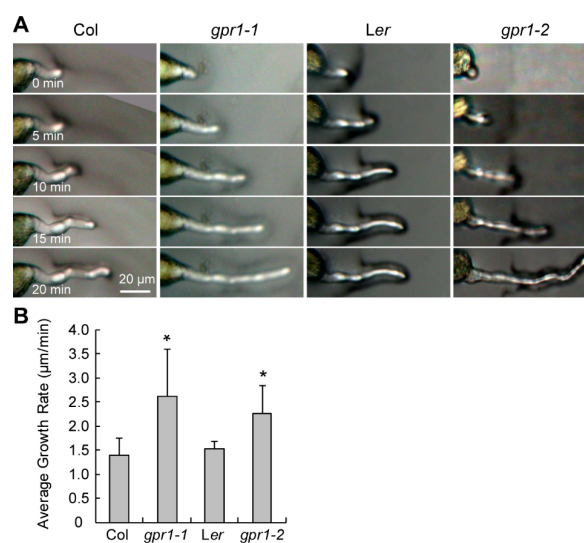 A
Col gpr1-1 Ler gpr1-2
0 min
5 min
10 min
15 min
20 min 20 µm
B
Average Growth Rate (µm/min)
4.0
3.5
3.0
2.5
2.0
1.5
1.0
0.5
0
* *
Col gpr1-1 Ler gpr1-2